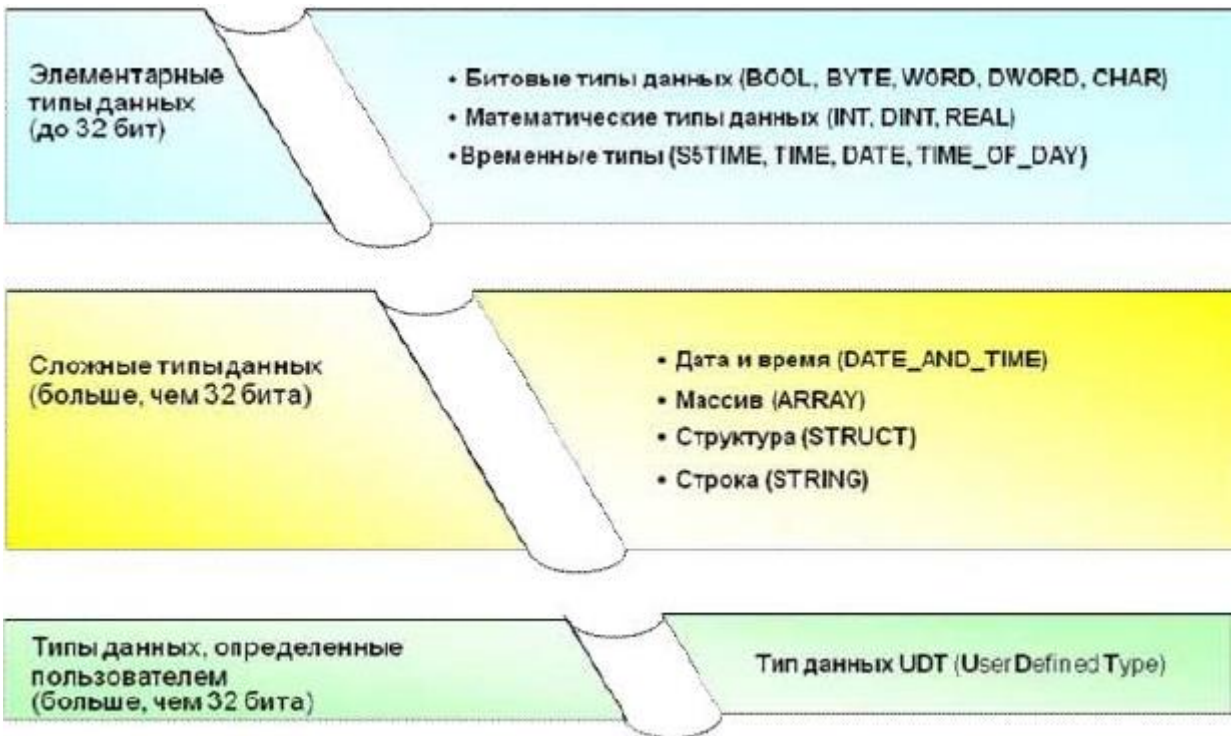 Элементарные
типы данных
(до 32 бит)
• Битовые типы данных (BOOL, BYTE, WORD, DWORD, CHAR)
• Математические типы данных (INT, DINT, REAL)
• Временные типы (S5TIME, TIME, DATE, TIME_OF_DAY)
Сложные типы данных
(больше, чем 32 бита)
• Дата и время (DATE_AND_TIME)
• Массив (ARRAY)
• Структура (STRUCT)
• Строка (STRING)
Типы данных, определенные
пользователем
(больше, чем 32 бита)
Тип данных UDT (User Defined Type)